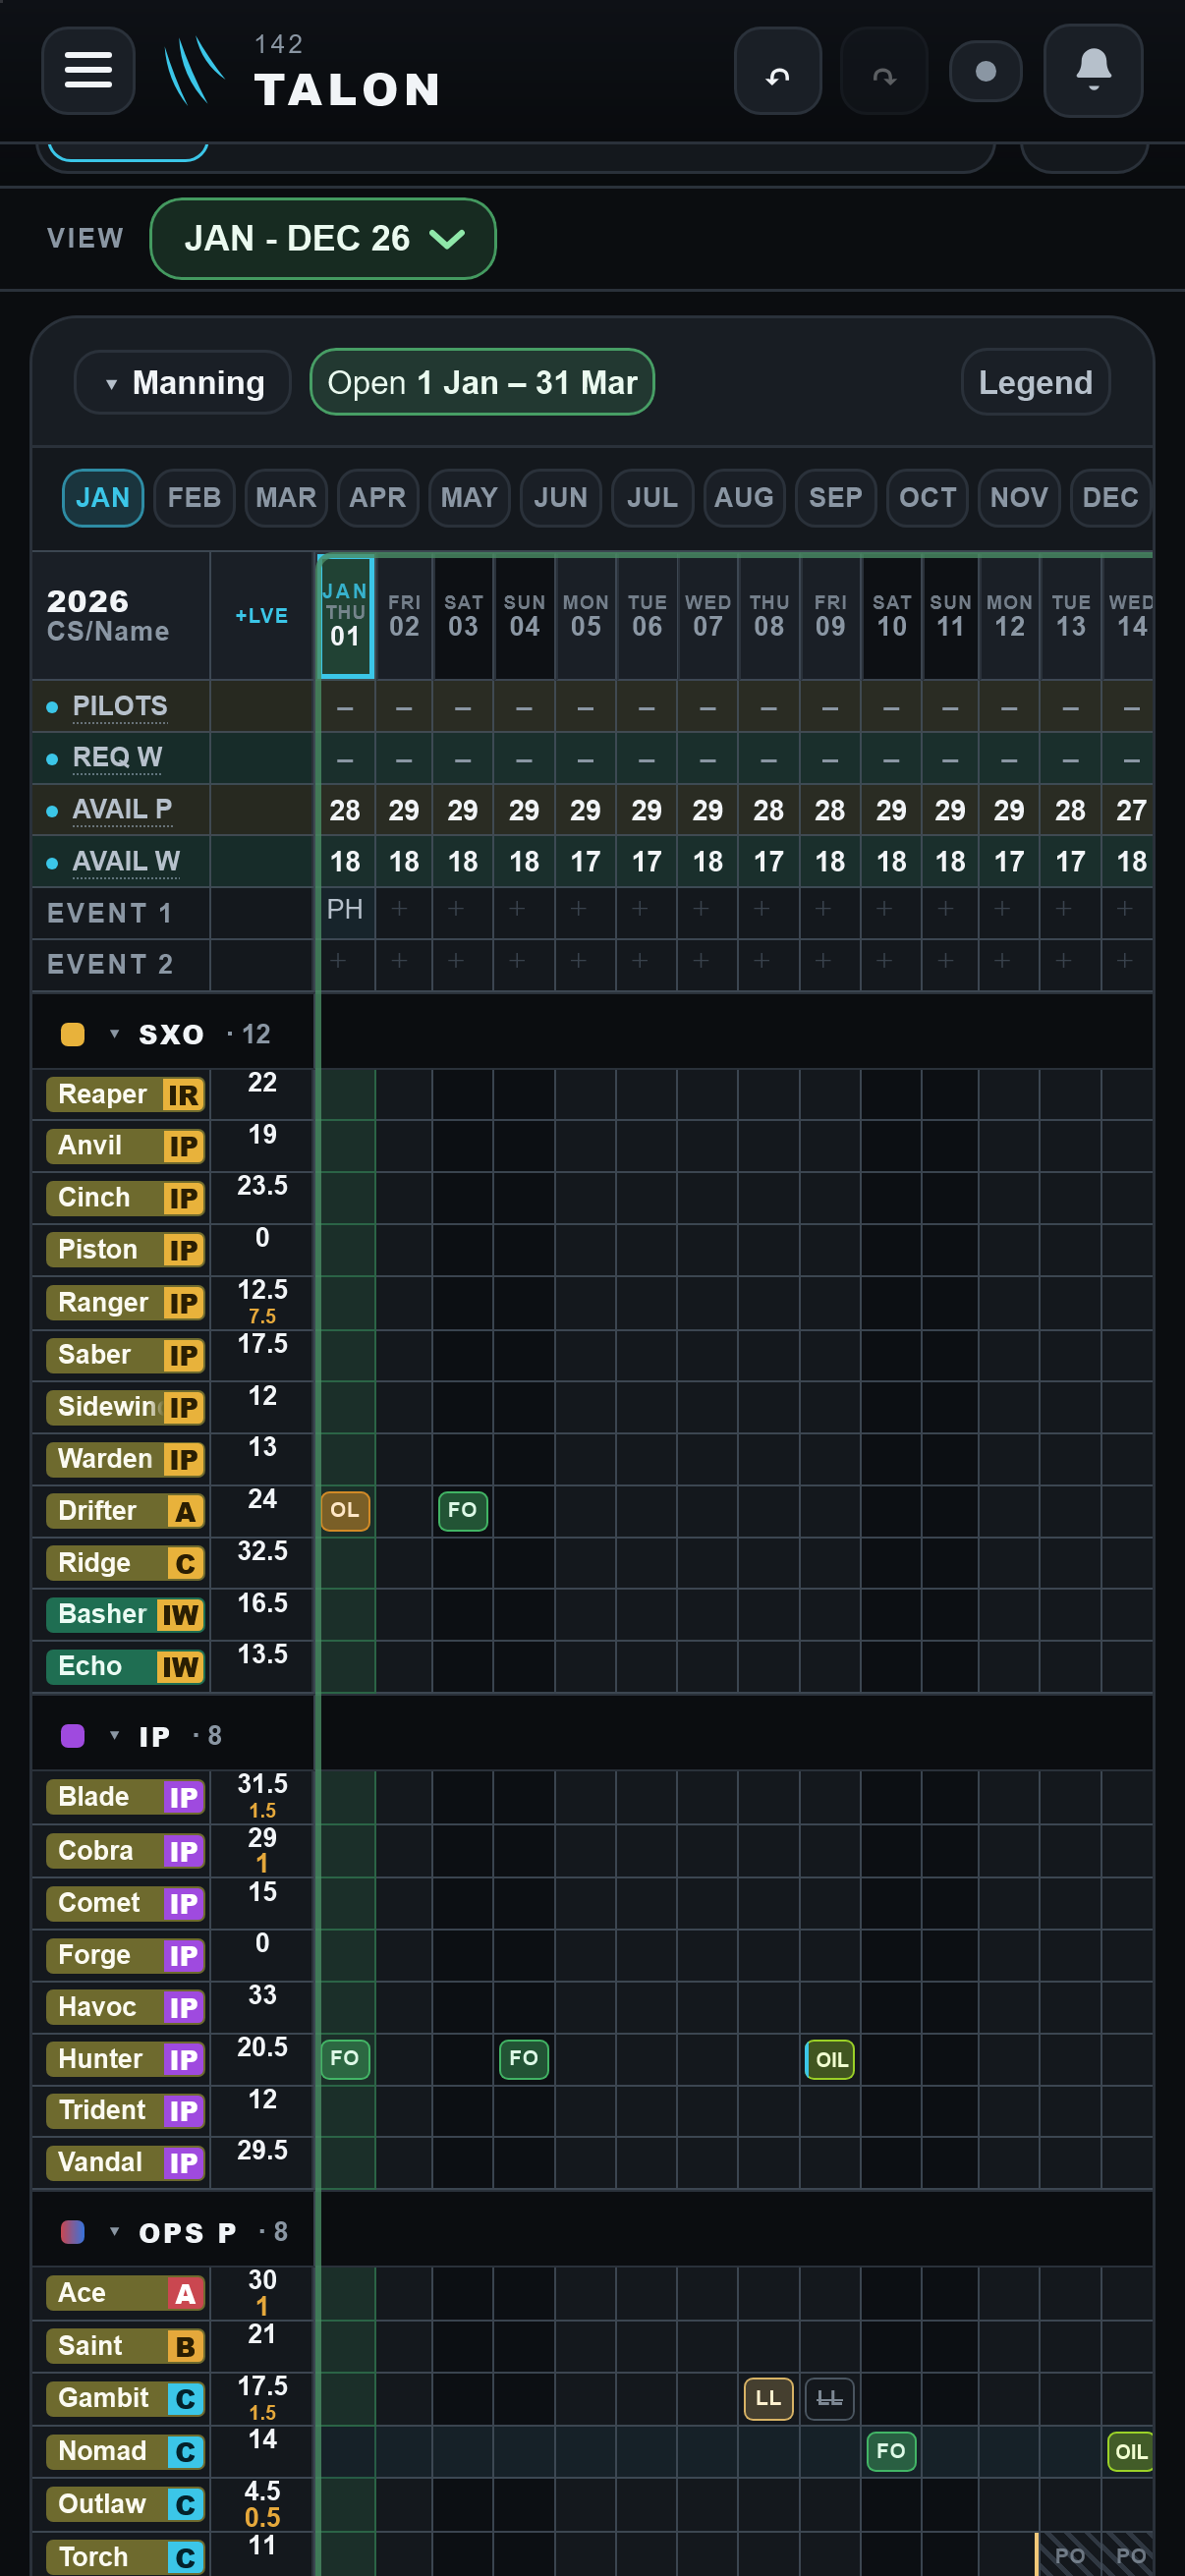 142
TALON
VIEW JAN - DEC 26
Manning Open 1 Jan – 31 Mar Legend
JAN FEB MAR APR MAY JUN JUL AUG SEP OCT NOV DEC
2026 CS/Name +LVE JAN THU 01 FRI 02 SAT 03 SUN 04 MON 05 TUE 06 WED 07 THU 08 FRI 09 SAT 10 SUN 11 MON 12 TUE 13 WED 14
PILOTS – – – – – – – – – – – – – –
REQ W – – – – – – – – – – – – – –
AVAIL P 28 29 29 29 29 29 29 28 28 29 29 29 28 27
AVAIL W 18 18 18 18 17 17 18 17 18 18 18 17 17 18
EVENT 1 PH + + + + + + + + + + + + +
EVENT 2 + + + + + + + + + + + + + +
SXO · 12
Reaper IR 22
Anvil IP 19
Cinch IP 23.5
Piston IP 0
Ranger IP 12.5
7.5
Saber IP 17.5
Sidewin IP 12
Warden IP 13
Drifter A 24 OL FO
Ridge C 32.5
Basher IW 16.5
Echo IW 13.5
IP · 8
Blade IP 31.5
1.5
Cobra IP 29
1
Comet IP 15
Forge IP 0
Havoc IP 33
Hunter IP 20.5 FO FO OIL
Trident IP 12
Vandal IP 29.5
OPS P · 8
Ace A 30
1
Saint B 21
Gambit C 17.5 LL LL
1.5
Nomad C 14 FO OIL
Outlaw C 4.5
0.5
Torch C 11 PO PO